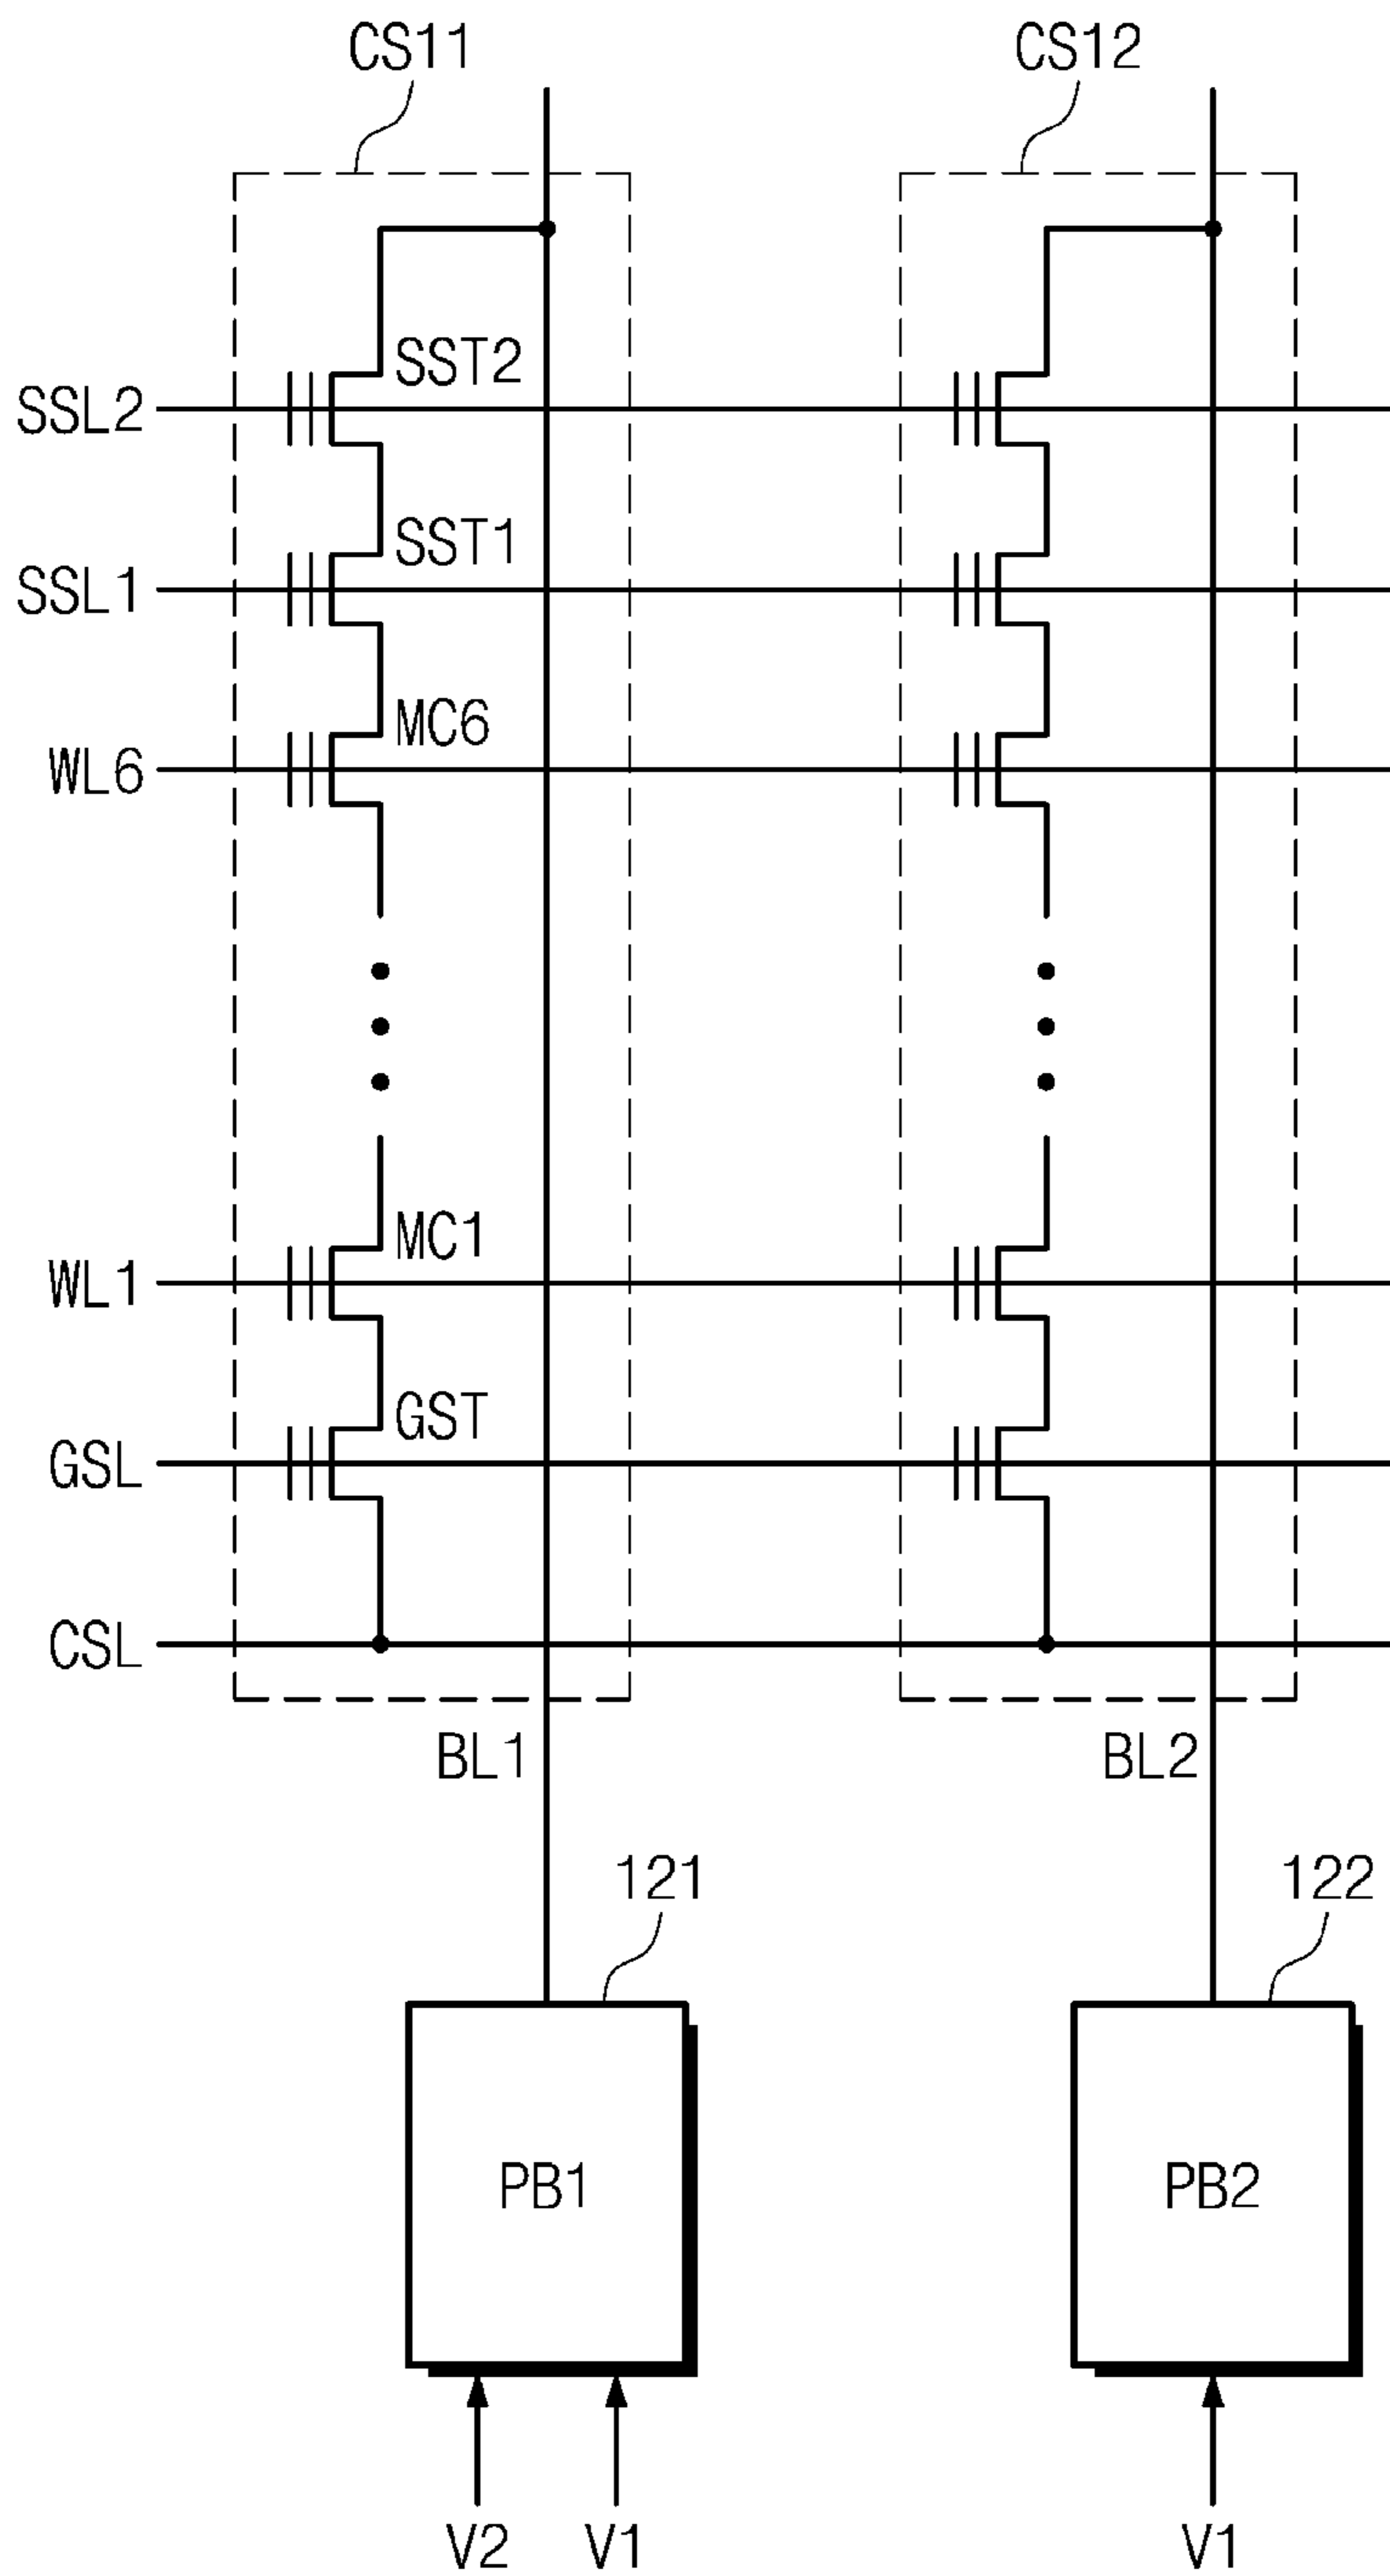 CS11 CS12
SST2
SSL2
SST1
SSL1
MC6
WL6
MC1
WL1
GST
GSL
CSL
BL1 BL2
121 122
PB1 PB2
V2 V1 V1